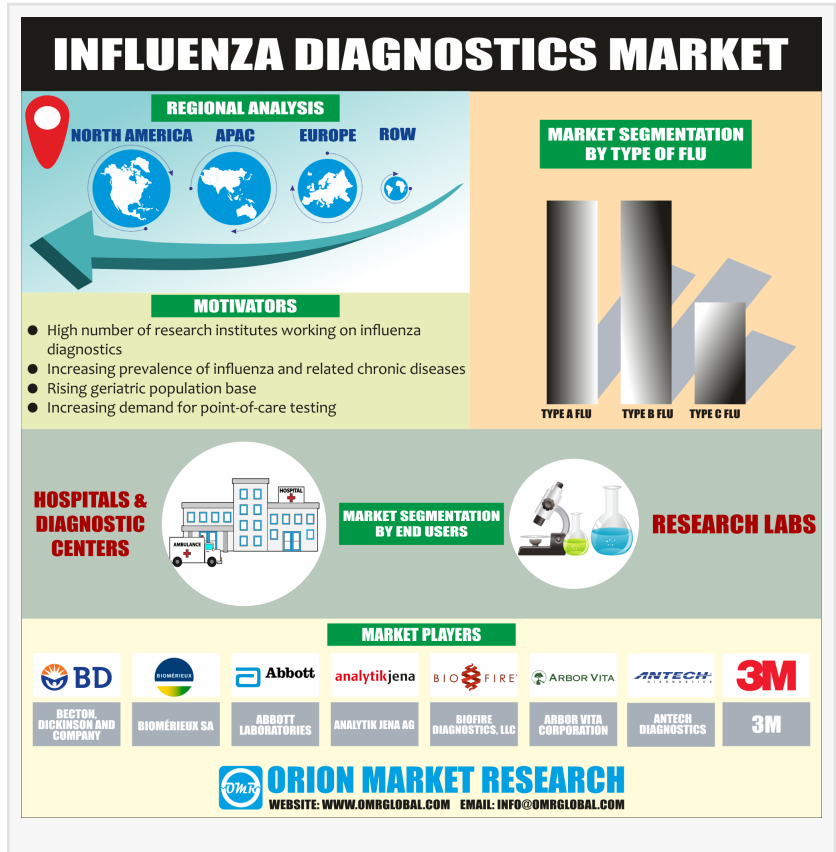 INFLUENZA DIAGNOSTICS MARKET
REGIONAL ANALYSIS
NORTH AMERICA
APAC
EUROPE
ROW
MOTIVATORS
● High number of research institutes working on influenza
diagnostics
● Increasing prevalence of influenza and related chronic diseases
● Rising geriatric population base
● Increasing demand for point-of-care testing
MARKET SEGMENTATION
BY TYPE OF FLU
TYPE A FLU
TYPE B FLU
TYPE C FLU
HOSPITALS &
DIAGNOSTIC
CENTERS
HOSPITAL
AMBULANCE
MARKET SEGMENTATION
BY END USERS
RESEARCH LABS
MARKET PLAYERS
BD
BIOMÉRIEUX
Abbott
analytikjena
BIO FIRE
ARBOR VITA
ANTECH
DIAGNOSTICS
3M
BECTON,
DICKINSON AND
COMPANY
BIOMÉRIEUX SA
ABBOTT
LABORATORIES
ANALYTIK JENA AG
BIOFIRE
DIAGNOSTICS, LLC
ARBOR VITA
CORPORATION
ANTECH
DIAGNOSTICS
3M
OMR
ORION MARKET RESEARCH
WEBSITE: WWW.OMRGLOBAL.COM EMAIL: INFO@OMRGLOBAL.COM